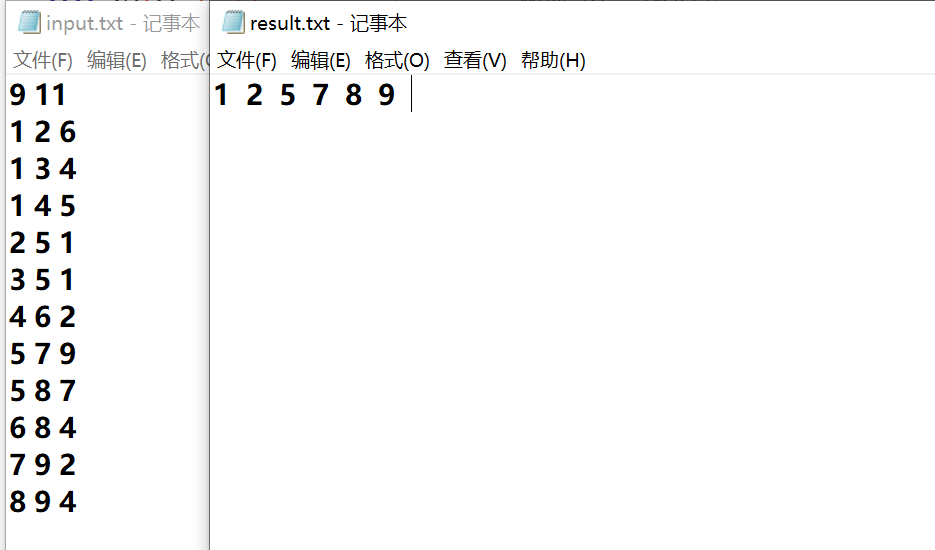 input.txt - 记事本
文件(F) 编辑(E) 格式(
9 11
1 2 6
1 3 4
1 4 5
2 5 1
3 5 1
4 6 2
5 7 9
5 8 7
6 8 4
7 9 2
8 9 4
result.txt - 记事本
文件(F) 编辑(E) 格式(O) 查看(V) 帮助(H)
1 2 5 7 8 9